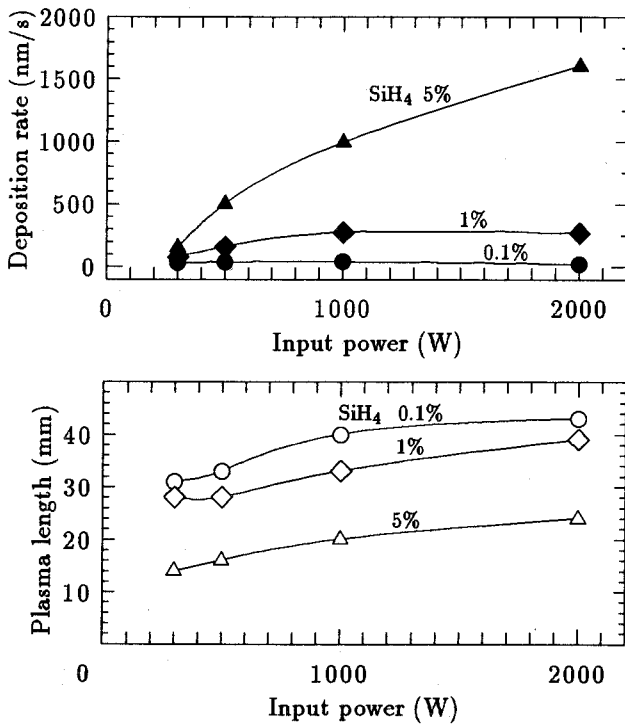 2000
1500
1000
500
0
Deposition rate (nm/s)
SiH4 5%
1%
0.1%
0 1000 2000
Input power (W)
40
30
20
10
0
Plasma length (mm)
SiH4 0.1%
1%
5%
1000 2000
Input power (W)